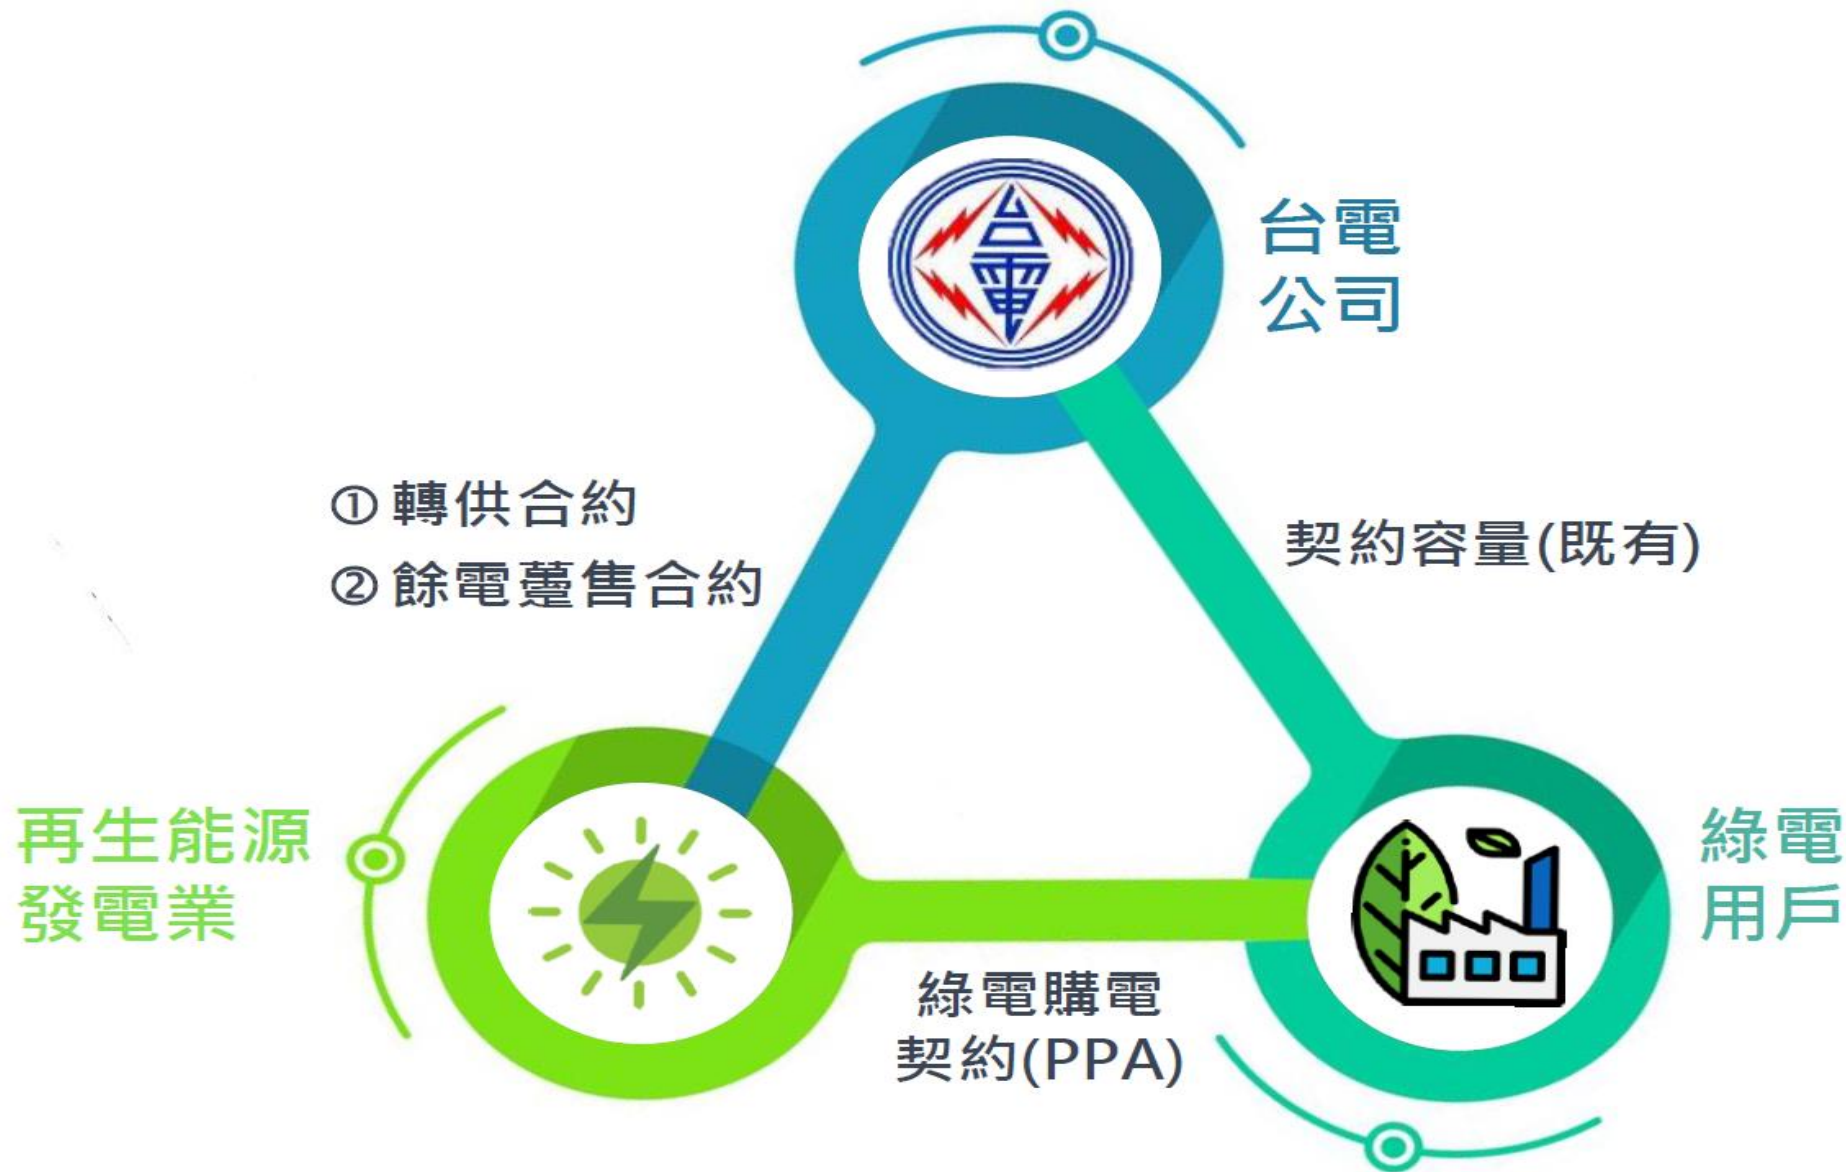 台電
台電
公司
① 轉供合約
② 餘電躉售合約
契約容量(既有)
再生能源
發電業
綠電
用戶
綠電購電
契約(PPA)